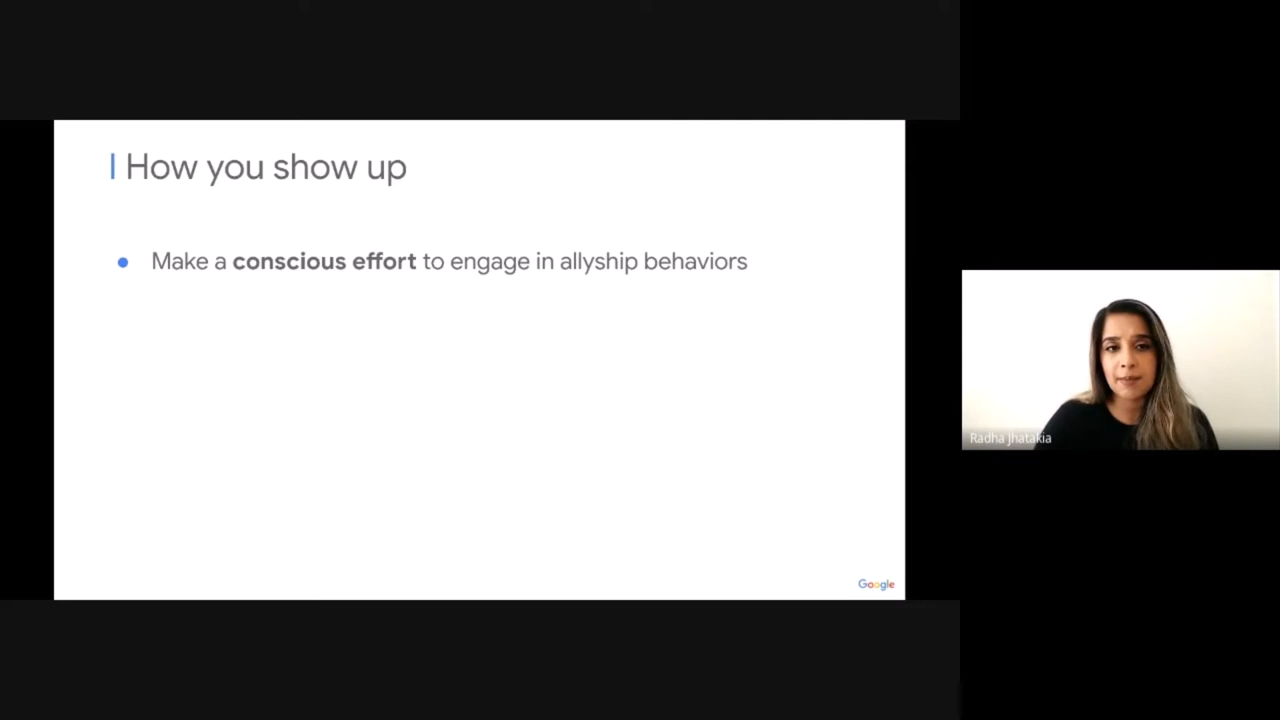 How you show up
● Make a conscious effort to engage in allyship behaviors
Radha Jhatakia
Google